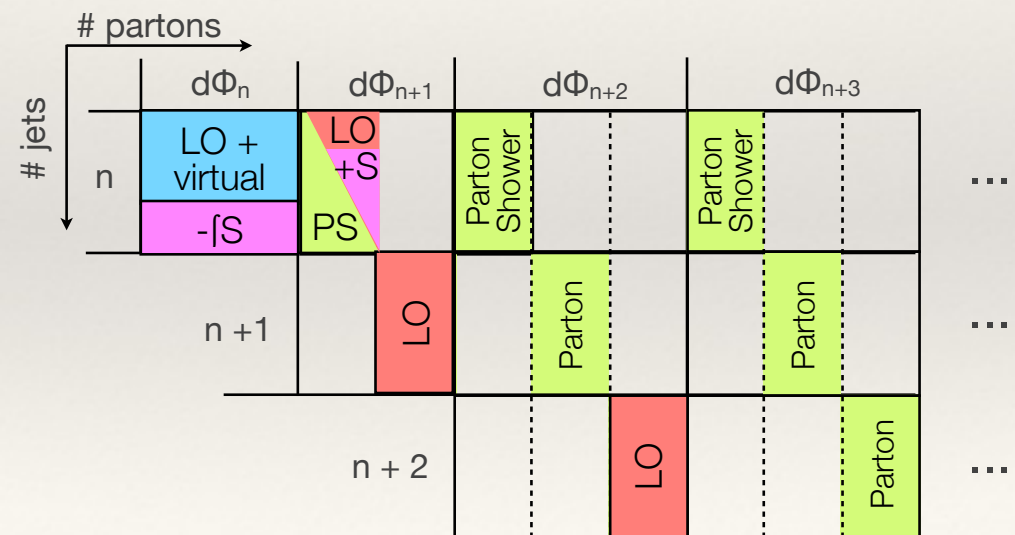 # partons
# jets
dΦn
dΦn+1
dΦn+2
dΦn+3
n
LO +
virtual
-∫S
LO
+S
PS
Parton
Shower
Parton
Shower
...
n +1
LO
Parton
Parton
...
n + 2
LO
Parton
...